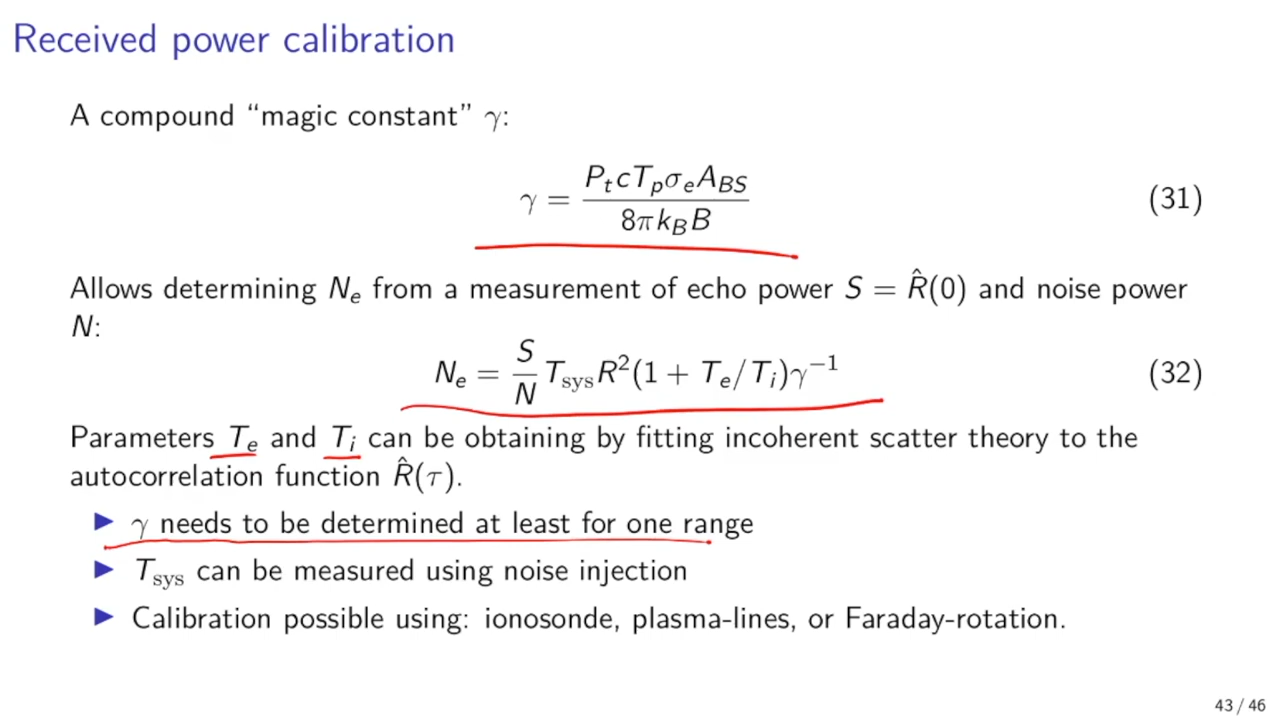 Received power calibration
A compound “magic constant” γ:
γ = P_t c T_p σ_e A_BS / 8π k_B B (31)
Allows determining N_e from a measurement of echo power S = R̂(0) and noise power
N:
N_e = S/N T_sys R²(1 + T_e/T_i)γ⁻¹ (32)
Parameters T_e and T_i can be obtaining by fitting incoherent scatter theory to the
autocorrelation function R̂(τ).
▶ γ needs to be determined at least for one range
▶ T_sys can be measured using noise injection
▶ Calibration possible using: ionosonde, plasma-lines, or Faraday-rotation.
43 / 46